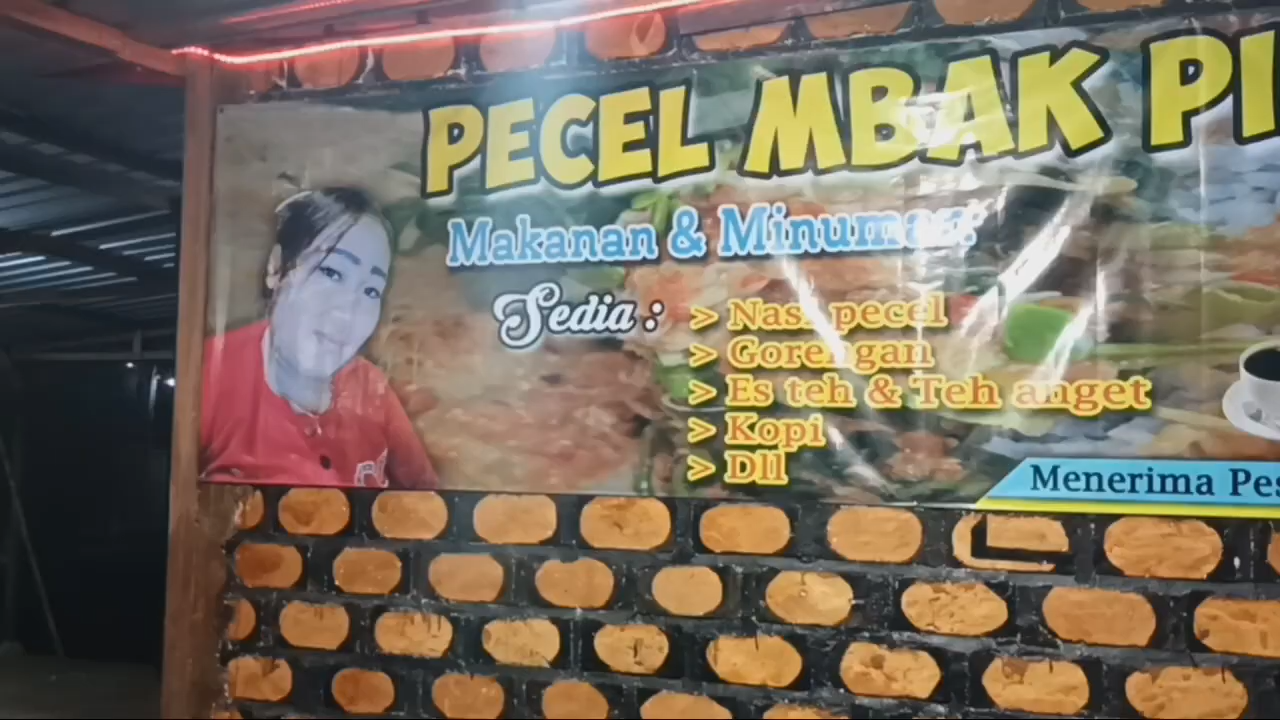 PECEL MBAK PI
Makanan & Minuman:
Sedia :
> Nasi pecel
> Gorengan
> Es teh & Teh anget
> Kopi
> Dll
Menerima Pes